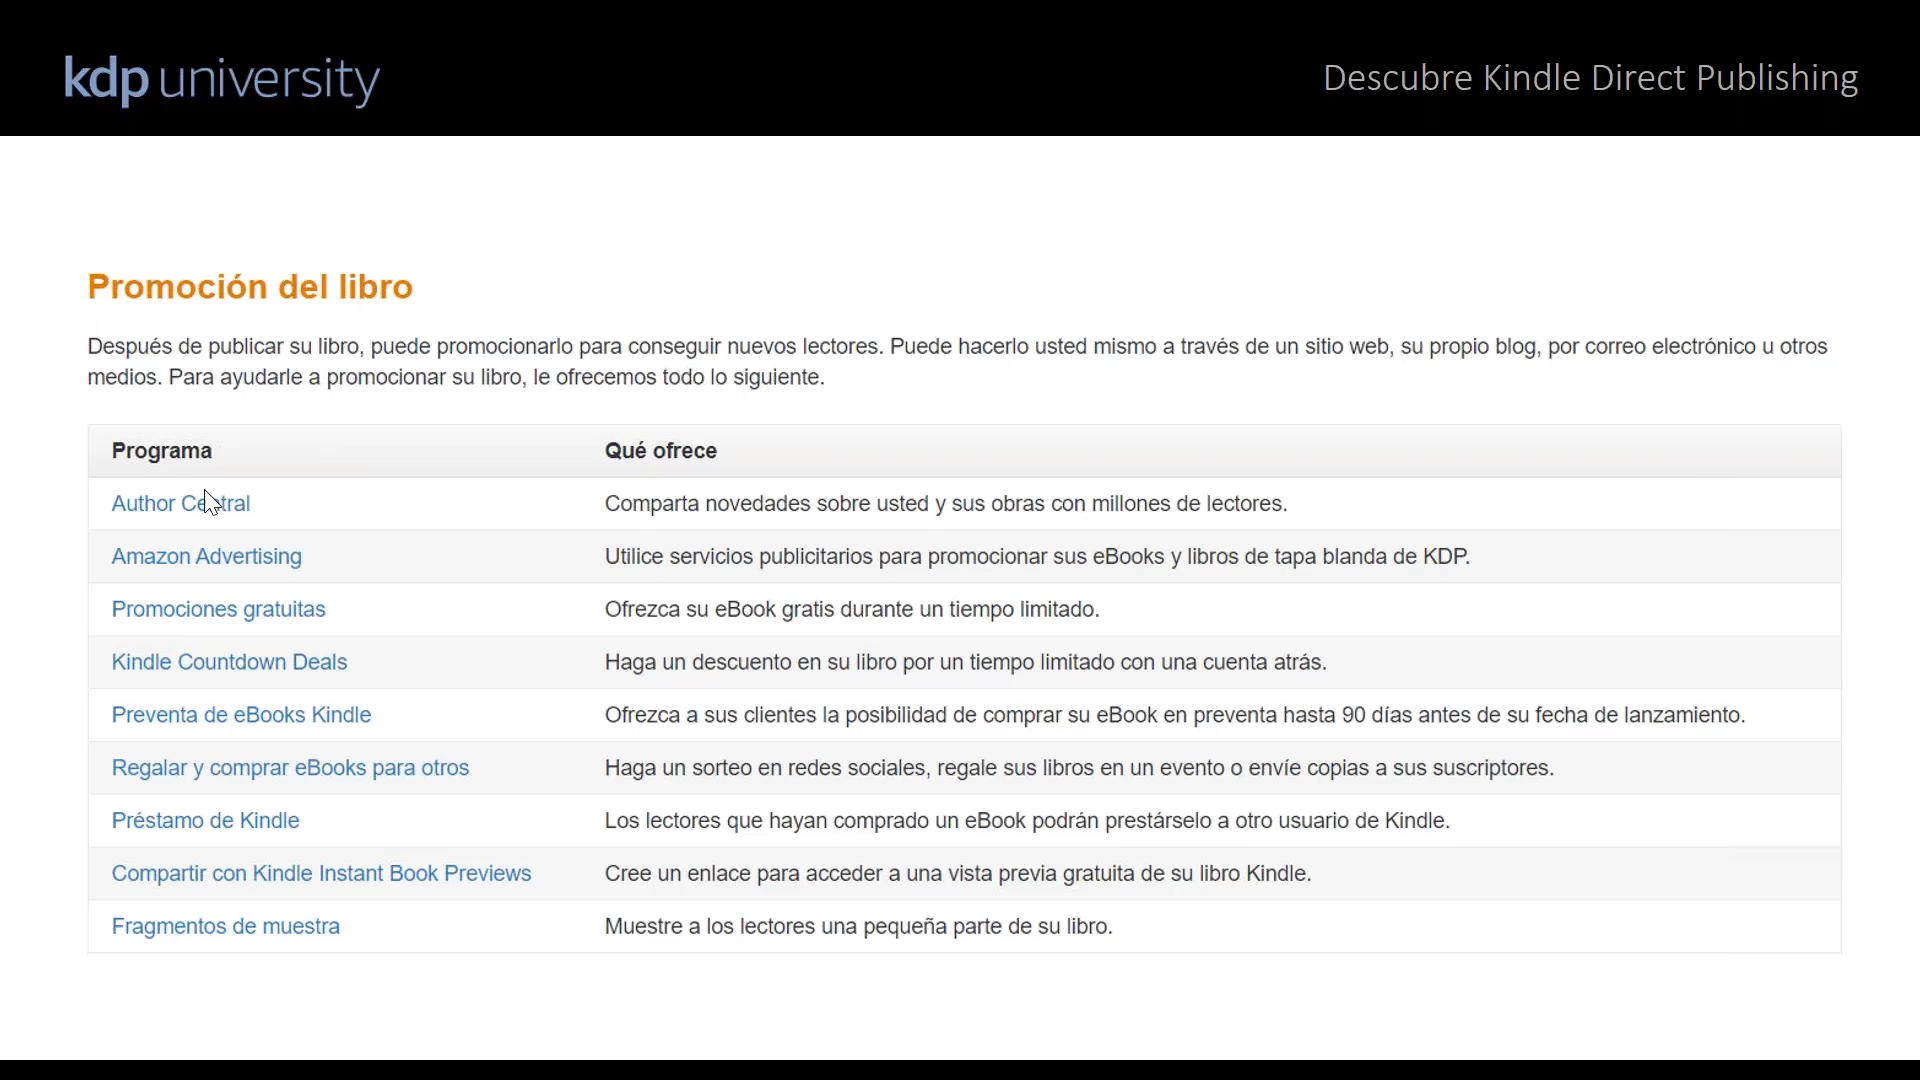 kdp university
Descubre Kindle Direct Publishing
Promoción del libro
Después de publicar su libro, puede promocionarlo para conseguir nuevos lectores. Puede hacerlo usted mismo a través de un sitio web, su propio blog, por correo electrónico u otros
medios. Para ayudarle a promocionar su libro, le ofrecemos todo lo siguiente.
Programa Qué ofrece
Author Central Comparta novedades sobre usted y sus obras con millones de lectores.
Amazon Advertising Utilice servicios publicitarios para promocionar sus eBooks y libros de tapa blanda de KDP.
Promociones gratuitas Ofrezca su eBook gratis durante un tiempo limitado.
Kindle Countdown Deals Haga un descuento en su libro por un tiempo limitado con una cuenta atrás.
Preventa de eBooks Kindle Ofrezca a sus clientes la posibilidad de comprar su eBook en preventa hasta 90 días antes de su fecha de lanzamiento.
Regalar y comprar eBooks para otros Haga un sorteo en redes sociales, regale sus libros en un evento o envíe copias a sus suscriptores.
Préstamo de Kindle Los lectores que hayan comprado un eBook podrán prestárselo a otro usuario de Kindle.
Compartir con Kindle Instant Book Previews Cree un enlace para acceder a una vista previa gratuita de su libro Kindle.
Fragmentos de muestra Muestre a los lectores una pequeña parte de su libro.